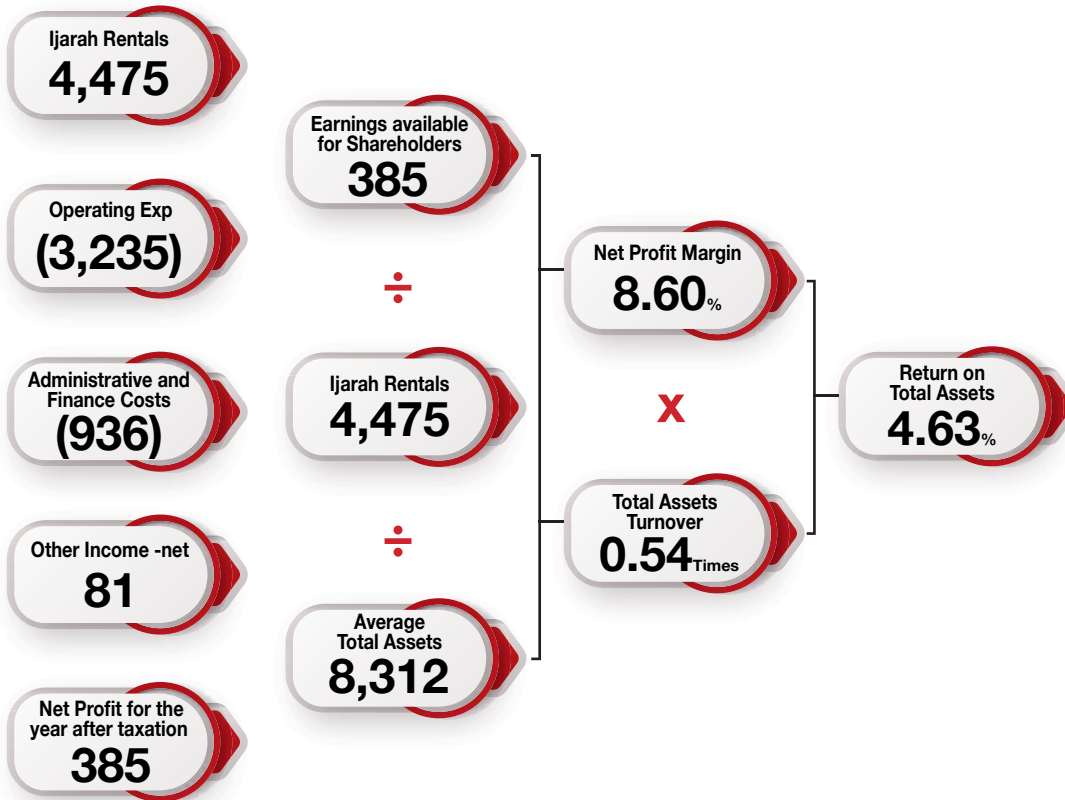 Ijarah Rentals
4,475
Operating Exp
(3,235)
Administrative and
Finance Costs
(936)
Other Income -net
81
Net Profit for the
year after taxation
385
Earnings available
for Shareholders
385
÷
Ijarah Rentals
4,475
÷
Average
Total Assets
8,312
Net Profit Margin
8.60%
x
Total Assets
Turnover
0.54Times
Return on
Total Assets
4.63%